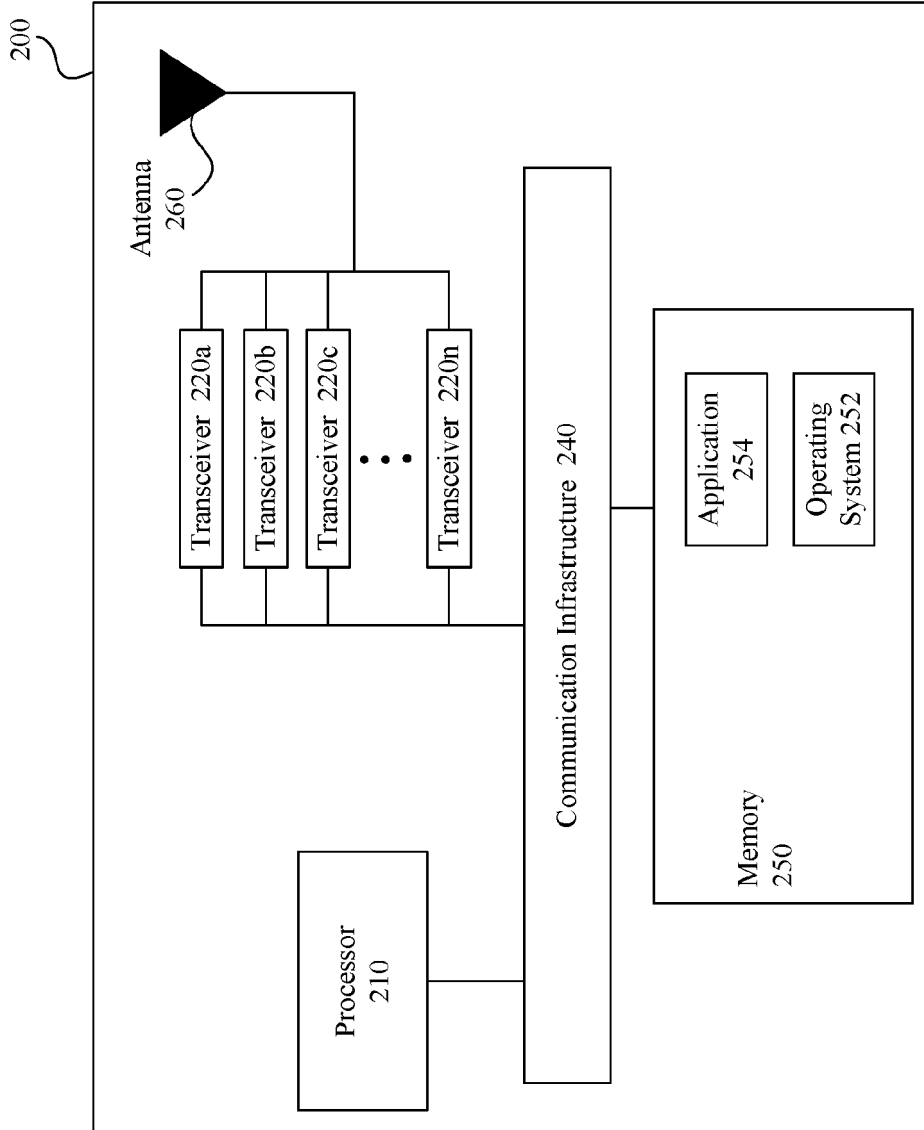 200
Antenna
260
Transceiver 220a
Transceiver 220b
Transceiver 220c
Transceiver 220n
Processor
210
Communication Infrastructure 240
Memory
250
Application
254
Operating
System 252